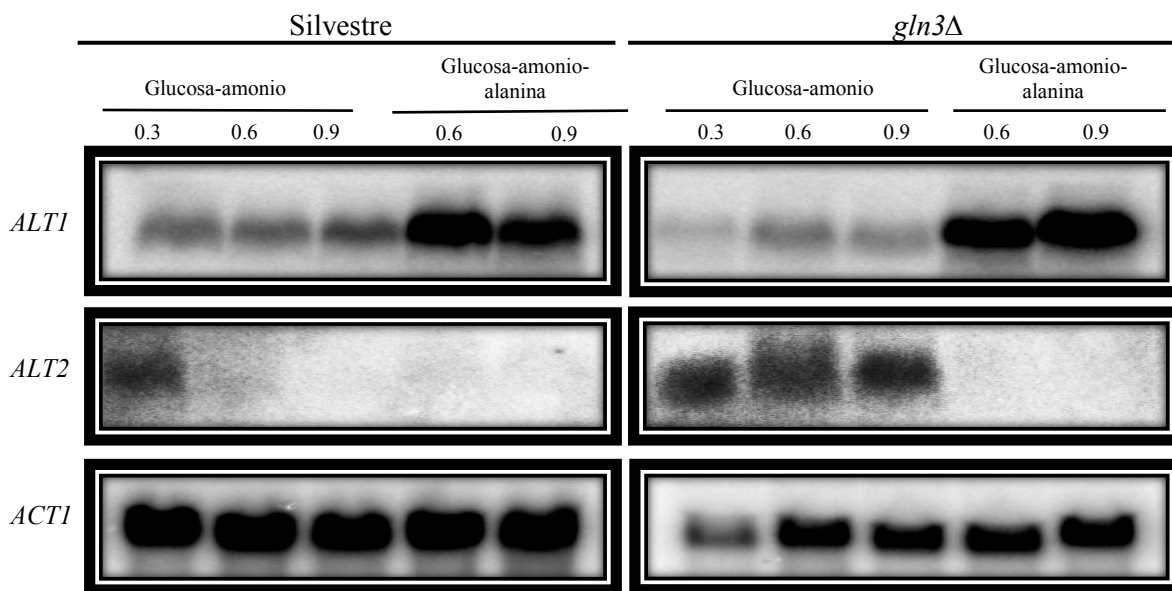 Silvestre gln3Δ
Glucosa-amonio Glucosa-amonio-
alanina Glucosa-amonio Glucosa-amonio-
alanina
0.3 0.6 0.9 0.6 0.9 0.3 0.6 0.9 0.6 0.9
ALT1
ALT2
ACT1